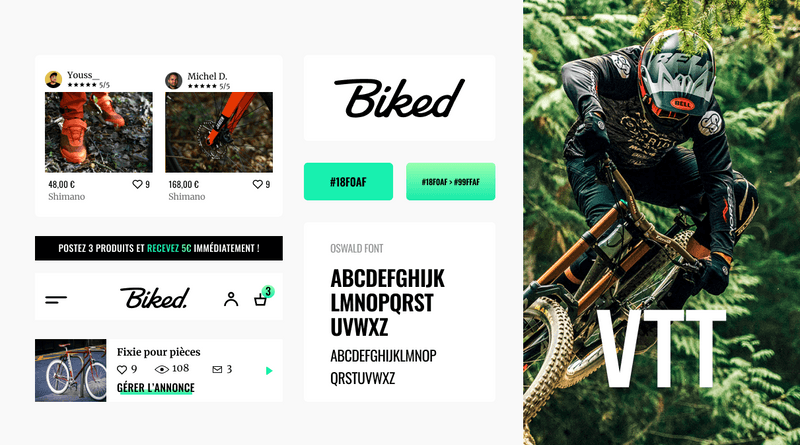 Youss_
5/5
Michel D.
5/5
48,00 €
9
Shimano
168,00 €
9
Shimano
POSTEZ 3 PRODUITS ET RECEVEZ 5€ IMMÉDIATEMENT !
Biked.
3
Fixie pour pièces
9
108
3
GÉRER L'ANNONCE
Biked
#18F0AF
#18F0AF > #99FFAF
OSWALD FONT
ABCDEFGHIJK
LMNOPQRST
UVWXZ
ABCDEFGHIJKLMNOP
QRSTUVWXZ
BELL
BELL
VTT